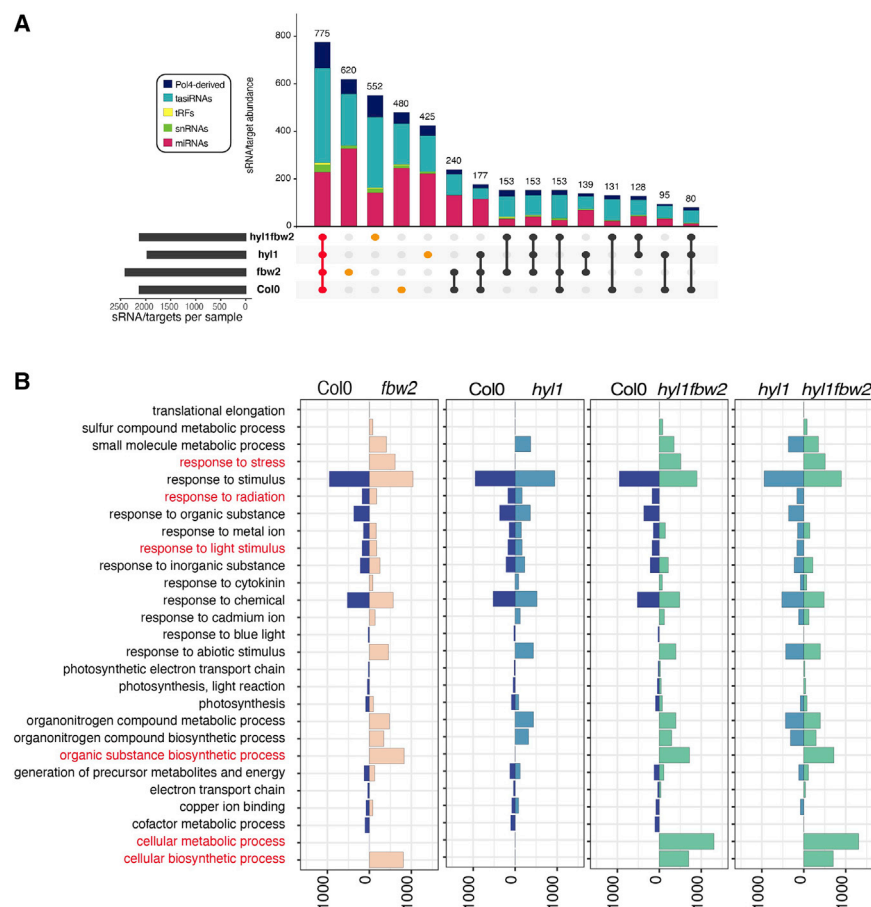 A
800
600
400
200
0
sRNA/target abundance
775
620
552
480
425
240
177
153
153
153
139
131
128
95
80
Pol4-derived
tasiRNAs
tRFs
snRNAs
miRNAs
hyl1fbw2
hyl1
fbw2
Col0
2500 2000 1500 1000 500 0
sRNA/targets per sample
B
Col0 fbw2 Col0 hyl1 Col0 hyl1fbw2 hyl1 hyl1fbw2
translational elongation
sulfur compound metabolic process
small molecule metabolic process
response to stress
response to stimulus
response to radiation
response to organic substance
response to metal ion
response to light stimulus
response to inorganic substance
response to cytokinin
response to chemical
response to cadmium ion
response to blue light
response to abiotic stimulus
photosynthetic electron transport chain
photosynthesis, light reaction
photosynthesis
organonitrogen compound metabolic process
organonitrogen compound biosynthetic process
organic substance biosynthetic process
generation of precursor metabolites and energy
electron transport chain
copper ion binding
cofactor metabolic process
cellular metabolic process
cellular biosynthetic process
1000 0 1000 1000 0 1000 1000 0 1000 1000 0 1000